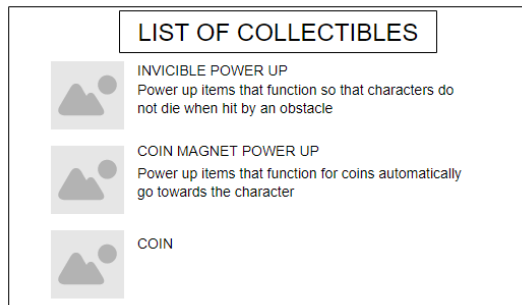 LIST OF COLLECTIBLES
INVICIBLE POWER UP
Power up items that function so that characters do
not die when hit by an obstacle
COIN MAGNET POWER UP
Power up items that function for coins automatically
go towards the character
COIN